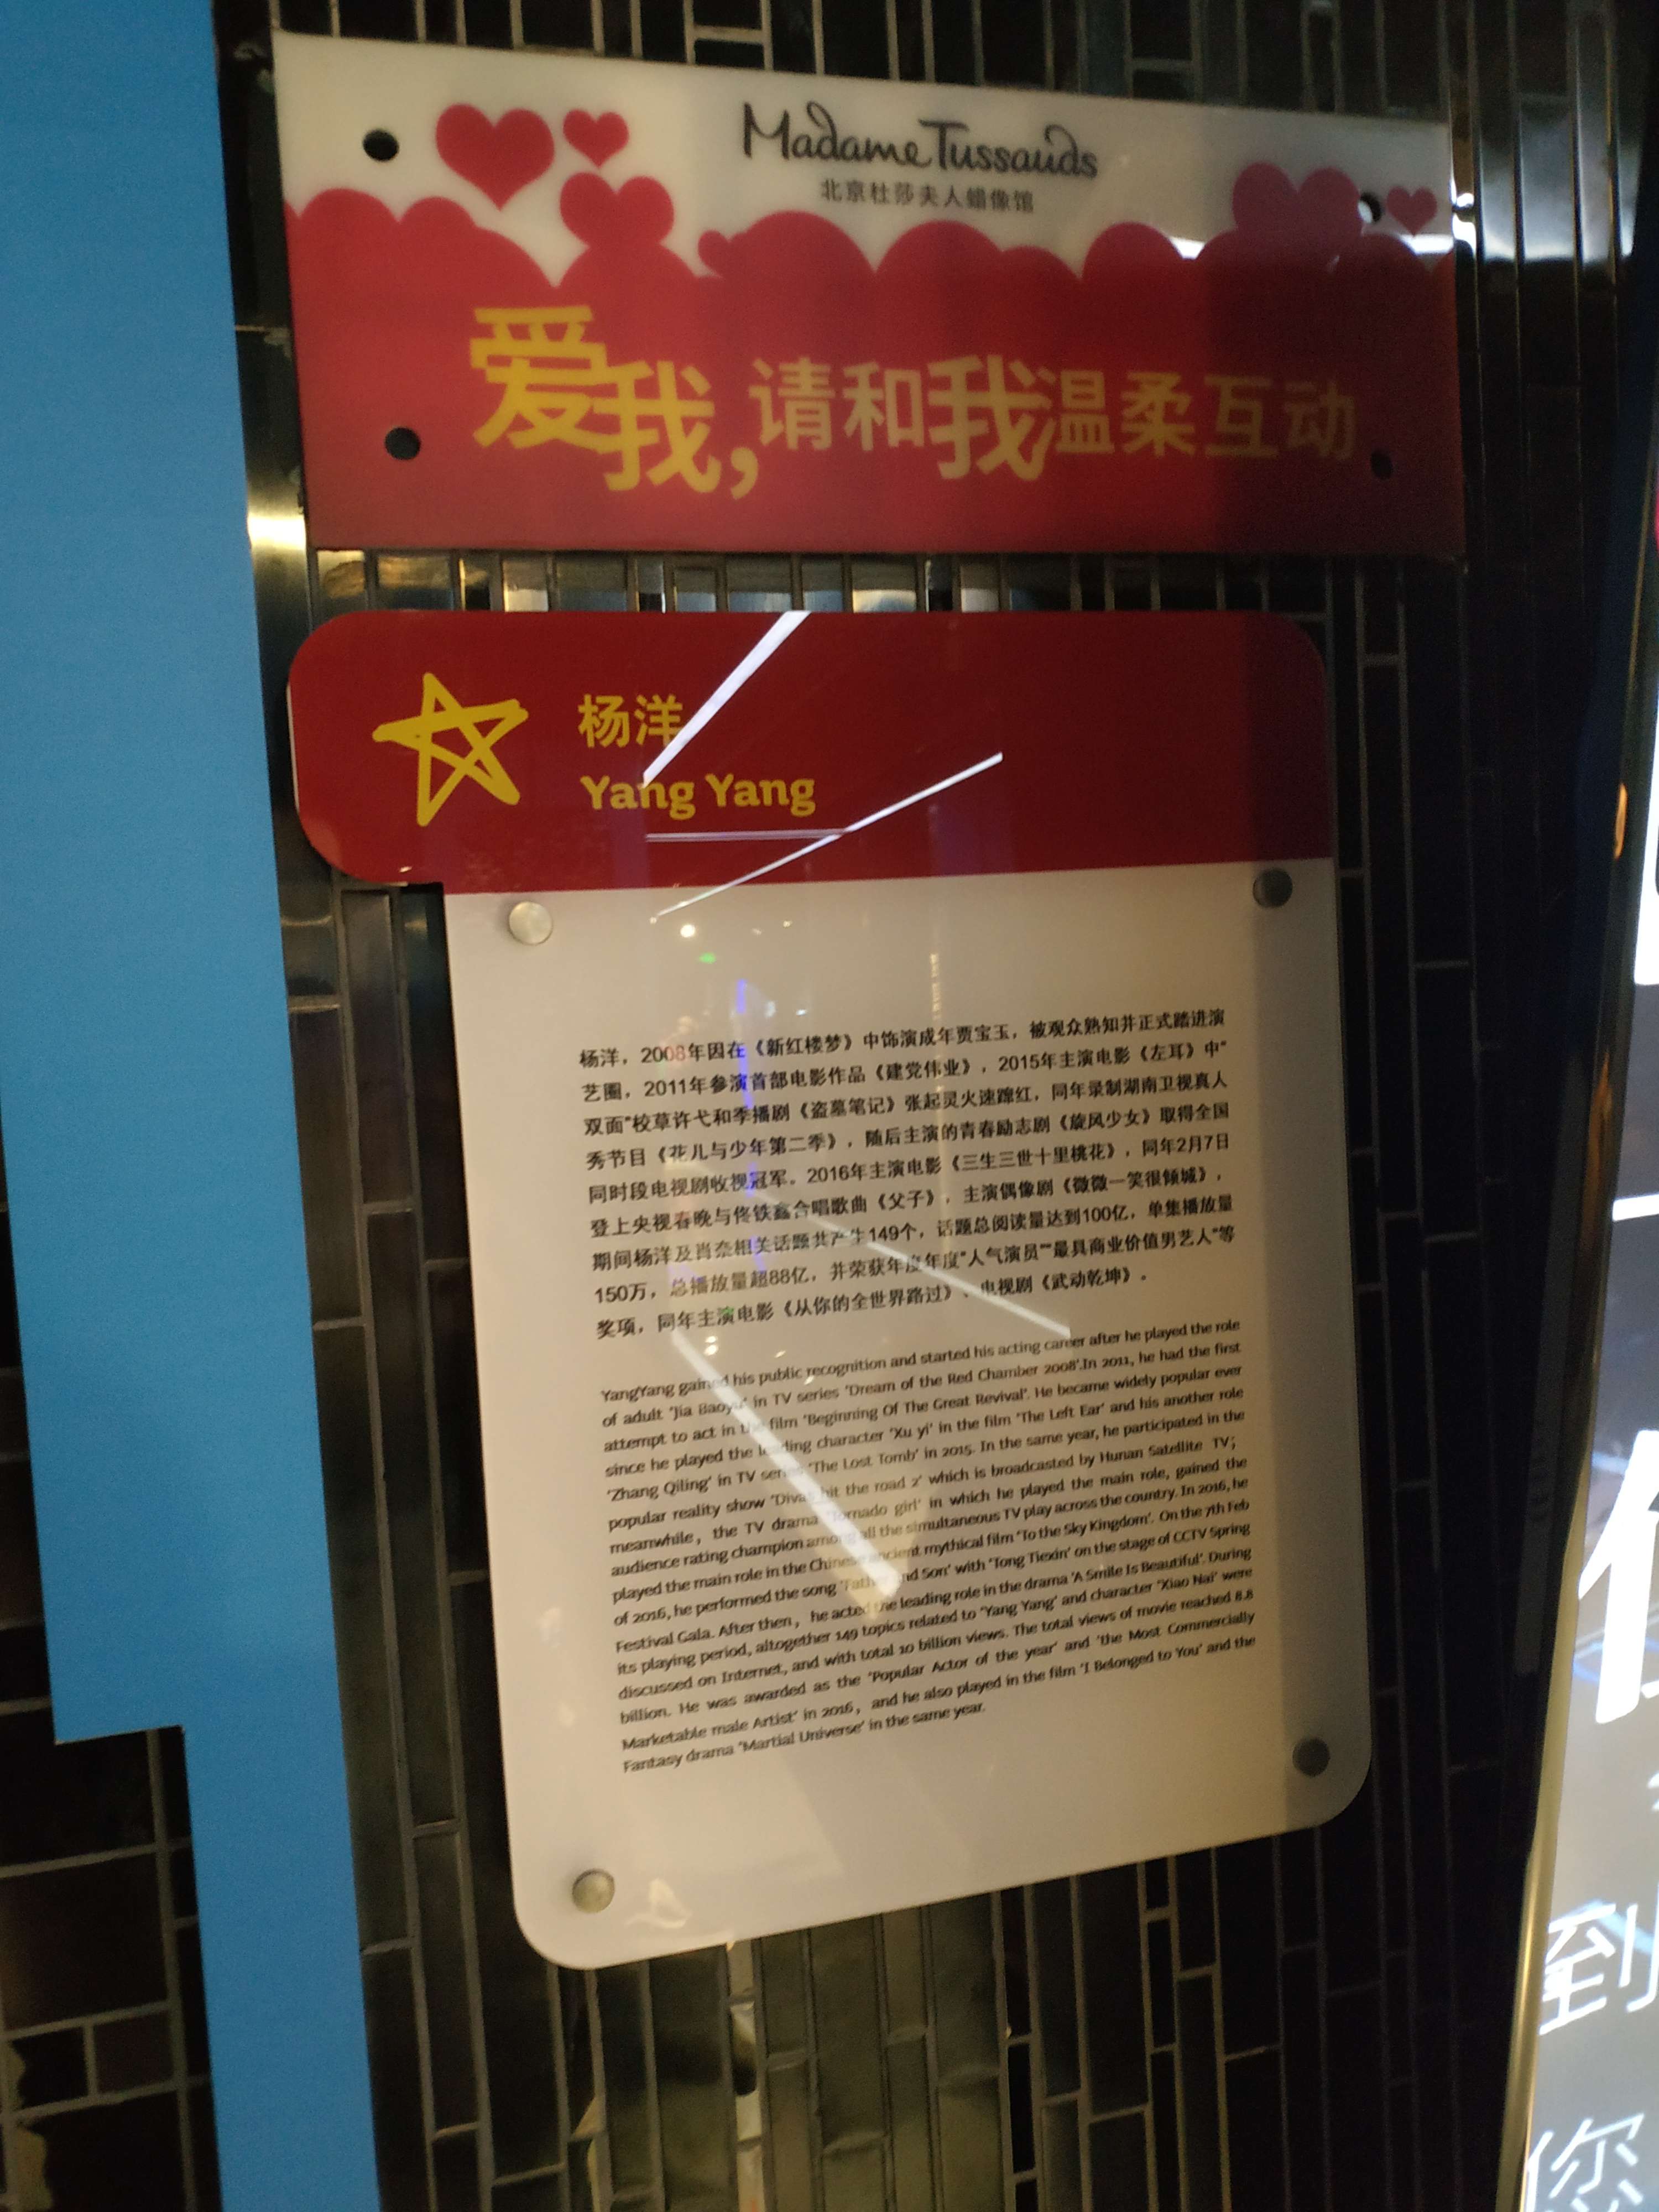 Madame Tussauds
北京杜莎夫人蜡像馆
爱我,请和我温柔互动
杨洋
Yang Yang
杨洋，2008年因在《新红楼梦》中饰演成年贾宝玉，被观众熟知并正式踏进演
艺圈，2011年参演首部电影作品《建党伟业》，2015年主演电影《左耳》中“
双面”校草许弋和季播剧《盗墓笔记》张起灵火速蹿红，同年录制湖南卫视真人
秀节目《花儿与少年第二季》，随后主演的青春励志剧《旋风少女》取得全国
同时段电视剧收视冠军。2016年主演电影《三生三世十里桃花》，同年2月7日
登上央视春晚与佟铁鑫合唱歌曲《父子》，主演偶像剧《微微一笑很倾城》，
期间杨洋及肖奈相关话题共产生149个，话题总阅读量达到100亿，单集播放量
150万，总播放量超88亿，并荣获年度年度“人气演员”“最具商业价值男艺人”等
奖项，同年主演电影《从你的全世界路过》、电视剧《武动乾坤》。
YangYang gained his public recognition and started his acting career after he played the role
of adult 'Jia Baoyu' in TV series 'Dream of the Red Chamber 2008'.In 2011, he had the first
attempt to act in the film 'Beginning Of The Great Revival'. He became widely popular ever
since he played the leading character 'Xu yi' in the film 'The Left Ear' and his another role
'Zhang Qiling' in TV series 'The Lost Tomb' in 2015. In the same year, he participated in the
popular reality show 'Divas hit the road 2' which is broadcasted by Hunan Satellite TV;
meanwhile, the TV drama 'Tornado girl' in which he played the main role, gained the
audience rating champion among all the simultaneous TV play across the country. In 2016, he
played the main role in the Chinese ancient mythical film 'To the Sky Kingdom'. On the 7th Feb
of 2016, he performed the song 'Father and Son' with 'Tong Tiexin' on the stage of CCTV Spring
Festival Gala. After then, he acted the leading role in the drama 'A Smile Is Beautiful'. During
its playing period, altogether 149 topics related to 'Yang Yang' and character 'Xiao Nai' were
discussed on Internet, and with total 10 billion views. The total views of movie reached 8.8
billion. He was awarded as the 'Popular Actor of the year' and 'the Most Commercially
Marketable male Artist' in 2016, and he also played in the film 'I Belonged to You' and the
Fantasy drama 'Martial Universe' in the same year.
到
您